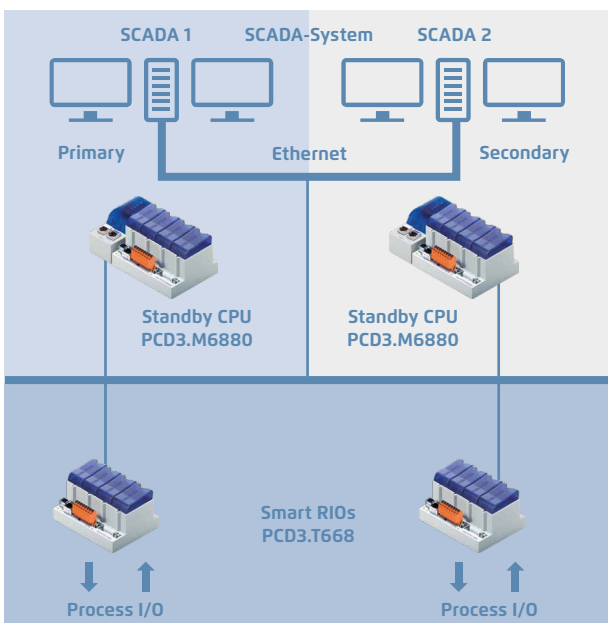 SCADA 1 SCADA-System SCADA 2
Primary Ethernet Secondary
Standby CPU
PCD3.M6880
Standby CPU
PCD3.M6880
Smart RIOs
PCD3.T668
Process I/O
Process I/O